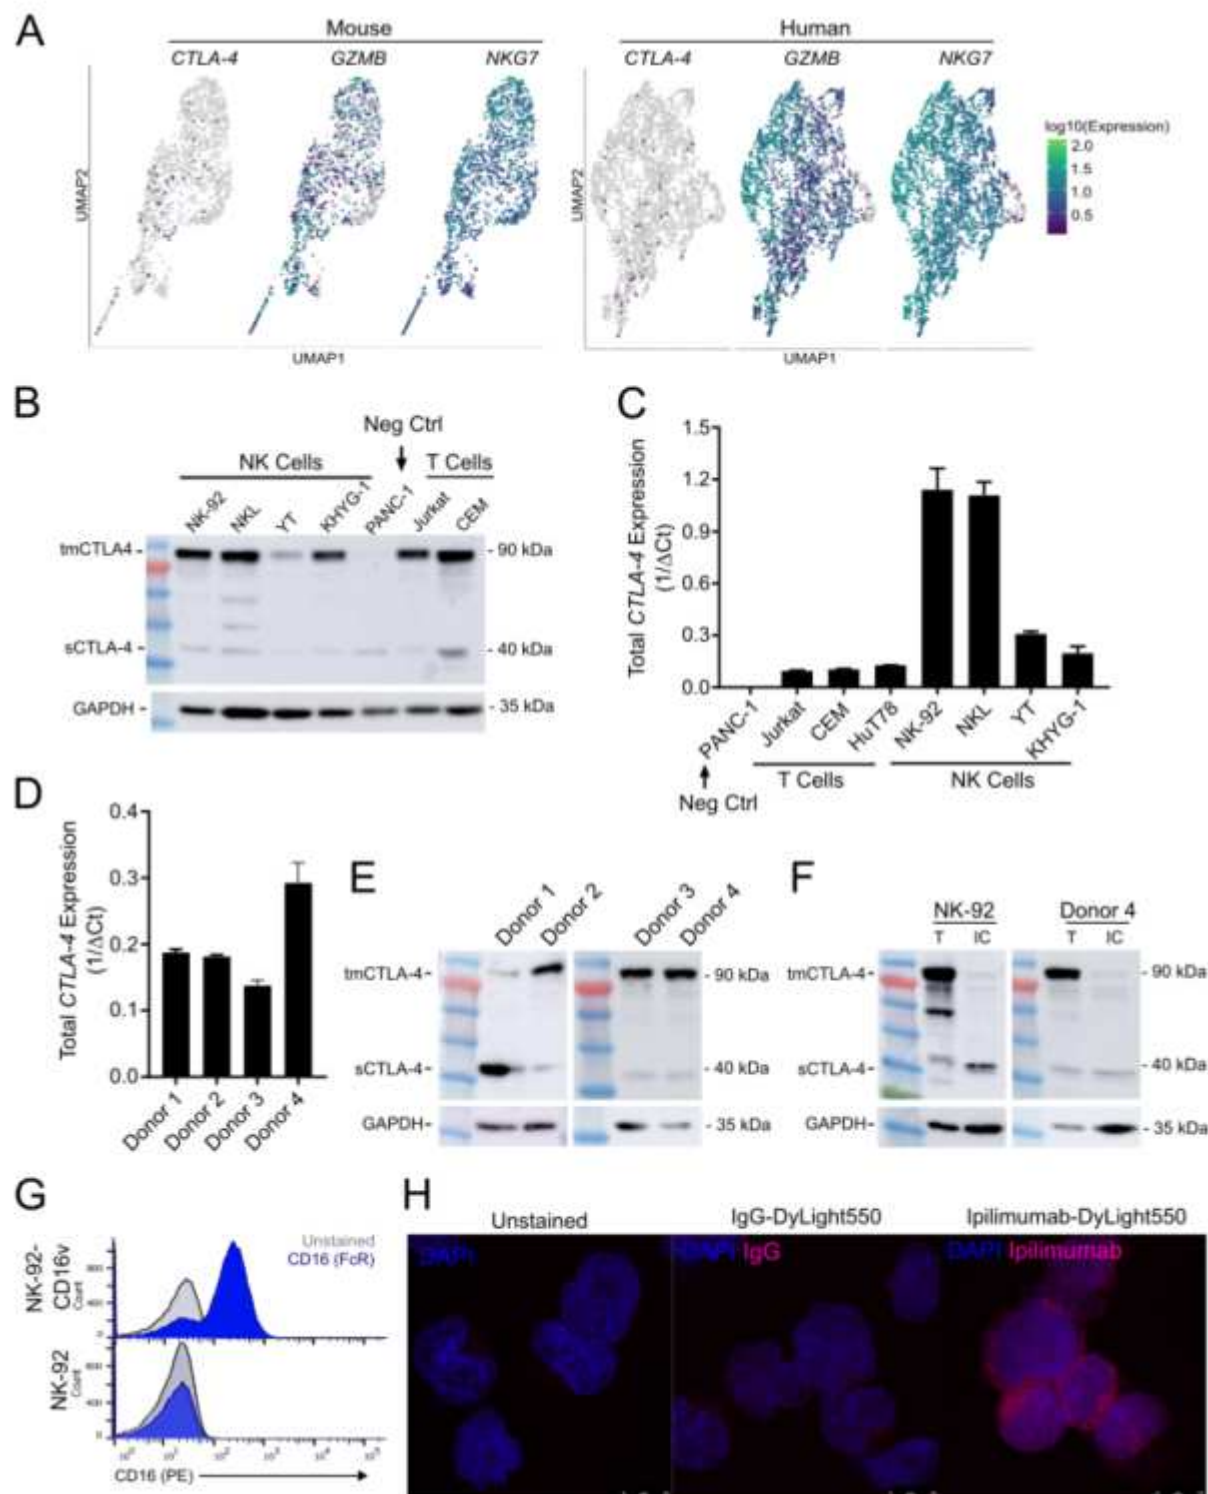 A
Mouse
Human
CTLA-4 GZMB NKG7
CTLA-4 GZMB NKG7
log10(Expression)
2.0
1.5
1.0
0.5
UMAP2
UMAP1
UMAP2
UMAP1
B
Neg Ctrl
NK Cells
T Cells
NK-92 NKL YT KHYG-1 PANC-1 Jurkat CEM
tmCTLA4 - - 90 kDa
sCTLA-4 - - 40 kDa
GAPDH - - 35 kDa
C
Total CTLA-4 Expression
(1/ΔCt)
1.5
1.2
0.9
0.6
0.3
0.0
PANC-1 Jurkat CEM HuT78 NK-92 NKL YT KHYG-1
T Cells
NK Cells
Neg Ctrl
D
Total CTLA-4 Expression
(1/ΔCt)
0.4
0.3
0.2
0.1
0.0
Donor 1 Donor 2 Donor 3 Donor 4
E
Donor 1 Donor 2 Donor 3 Donor 4
tmCTLA-4 - - 90 kDa
sCTLA-4 - - 40 kDa
GAPDH - - 35 kDa
F
NK-92 Donor 4
T IC T IC
tmCTLA-4 - - 90 kDa
sCTLA-4 - - 40 kDa
GAPDH - - 35 kDa
G
Unstained
CD16 (FcR)
NK-92-
CD16v
Count
400
0
NK-92
Count
400
0
CD16 (PE)
H
Unstained
IgG-DyLight550
Ipilimumab-DyLight550
DAPI
DAPI IgG
DAPI Ipilimumab